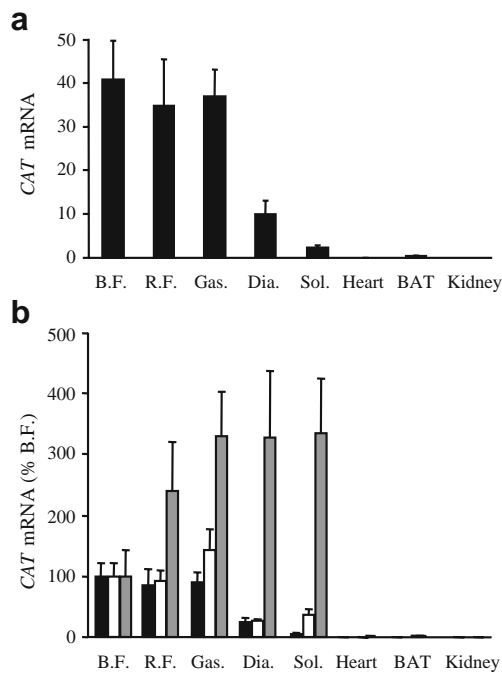 a
50
40
30
20
10
0
CAT mRNA
B.F. R.F. Gas. Dia. Sol. Heart BAT Kidney
b
500
400
300
200
100
0
CAT mRNA (% B.F.)
B.F. R.F. Gas. Dia. Sol. Heart BAT Kidney